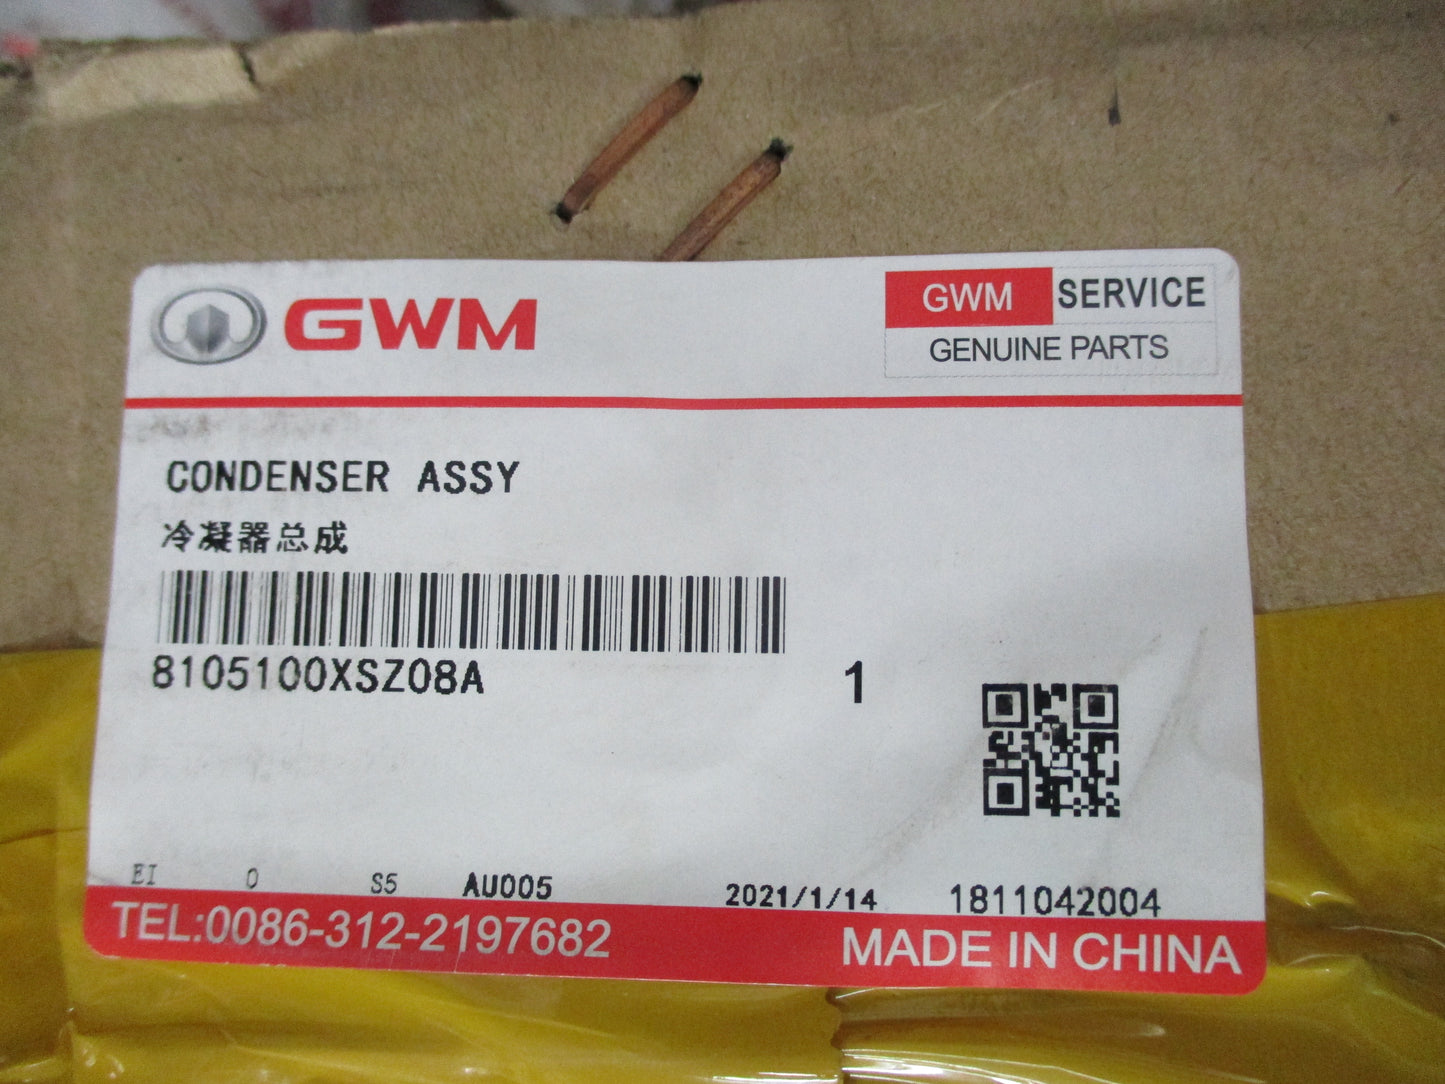 GWM
GWM SERVICE
GENUINE PARTS
CONDENSER ASSY
冷凝器总成
8105100XSZ08A
1
EI 0 S5 AU005 2021/1/14 1811042004
TEL:0086-312-2197682
MADE IN CHINA